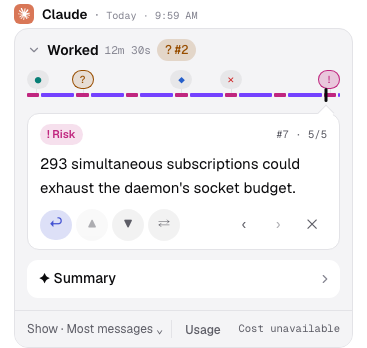 Claude · Today · 9:59 AM
Worked 12m 30s ? #2
?
!
! Risk #7 · 5/5
293 simultaneous subscriptions could
exhaust the daemon's socket budget.
Summary
Show · Most messages Usage Cost unavailable